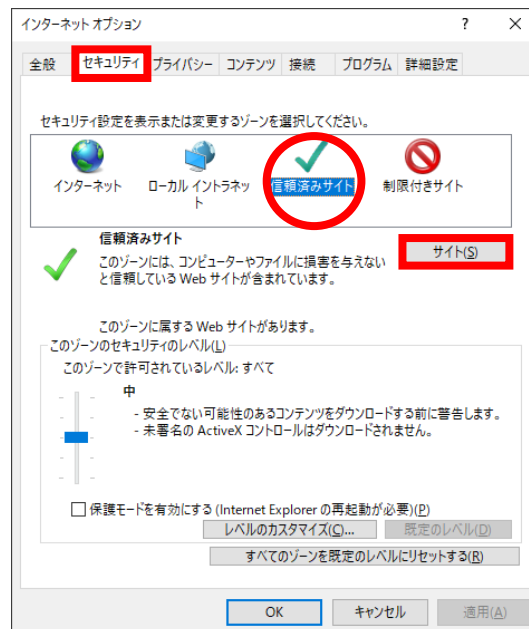 インターネット オプション ? ×
全般 セキュリティ プライバシー コンテンツ 接続 プログラム 詳細設定
セキュリティ設定を表示または変更するゾーンを選択してください。
インターネット ローカル イントラネッ 信頼済みサイト 制限付きサイト
ト
信頼済みサイト
サイト(S)
このゾーンには、コンピューターやファイルに損害を与えない
と信頼している Web サイトが含まれています。
このゾーンに属する Web サイトがあります。
このゾーンのセキュリティのレベル(L)
このゾーンで許可されているレベル: すべて
中
- 安全でない可能性のあるコンテンツをダウンロードする前に警告します。
- 未署名の ActiveX コントロールはダウンロードされません。
保護モードを有効にする (Internet Explorer の再起動が必要)(P)
レベルのカスタマイズ(C)... 既定のレベル(D)
すべてのゾーンを既定のレベルにリセットする(R)
OK キャンセル 適用(A)